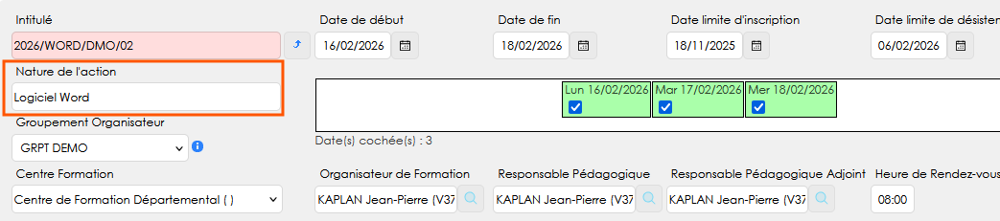 Intitulé Date de début Date de fin Date limite d'inscription Date limite de désisten
2026/WORD/DMO/02 16/02/2026 18/02/2026 18/11/2025 06/02/2026
Nature de l'action
Logiciel Word
Lun 16/02/2026 Mar 17/02/2026 Mer 18/02/2026
Groupement Organisateur
GRPT DEMO
Date(s) cochée(s) : 3
Centre Formation Organisateur de Formation Responsable Pédagogique Responsable Pédagogique Adjoint Heure de Rendez-vous
Centre de Formation Départemental ( ) KAPLAN Jean-Pierre (V37 KAPLAN Jean-Pierre (V37 KAPLAN Jean-Pierre (V37 08:00